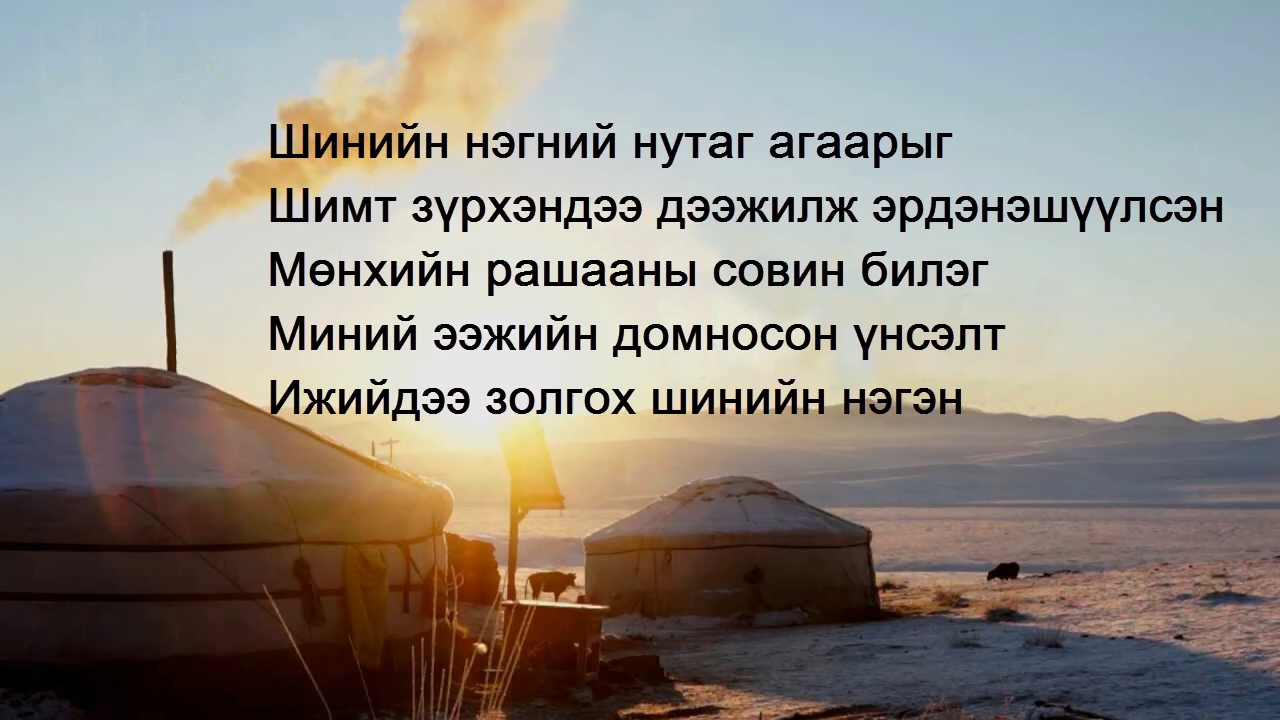 Шинийн нэгний нутаг агаарыг
Шимт зүрхэндээ дээжилж эрдэнэшүүлсэн
Мөнхийн рашааны совин билэг
Миний ээжийн домносон үнсэлт
Ижийдээ золгох шинийн нэгэн